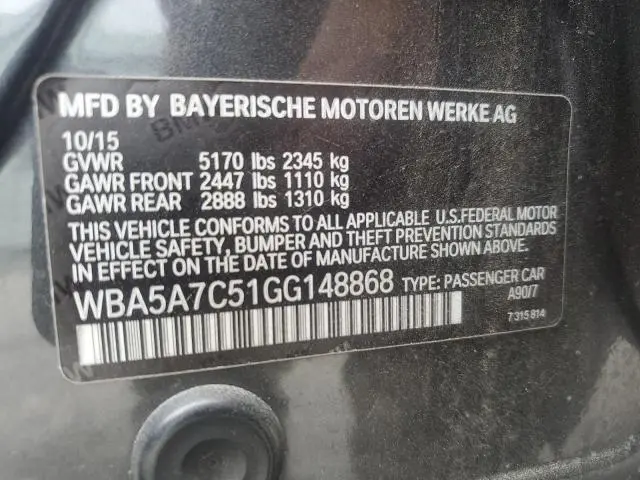 MFD BY BAYERISCHE MOTOREN WERKE AG
10/15
GVWR 5170 lbs 2345 kg
GAWR FRONT 2447 lbs 1110 kg
GAWR REAR 2888 lbs 1310 kg
THIS VEHICLE CONFORMS TO ALL APPLICABLE U.S.FEDERAL MOTOR
VEHICLE SAFETY, BUMPER AND THEFT PREVENTION STANDARDS
IN EFFECT ON THE DATE OF MANUFACTURE SHOWN ABOVE.
WBA5A7C51GG148868 TYPE: PASSENGER CAR
A90/7
7 315 814